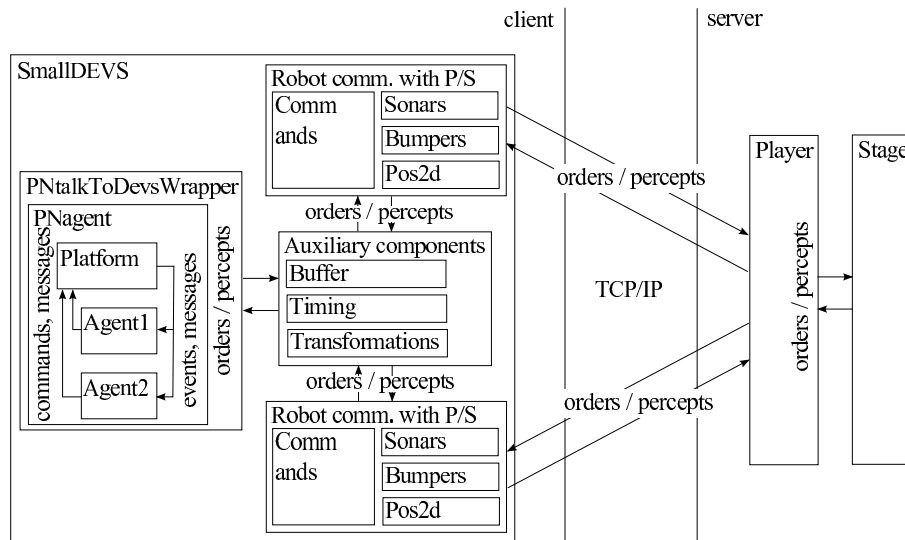 client
server
SmallDEVS
Robot comm. with P/S
Comm
ands
Sonars
Bumpers
Pos2d
orders / percepts
PNtalkToDevsWrapper
PNagent
commands, messages
Platform
Agent1
Agent2
events, messages
orders / percepts
Auxiliary components
Buffer
Timing
Transformations
orders / percepts
Robot comm. with P/S
Comm
ands
Sonars
Bumpers
Pos2d
orders / percepts
TCP/IP
orders / percepts
Player
orders / percepts
Stage